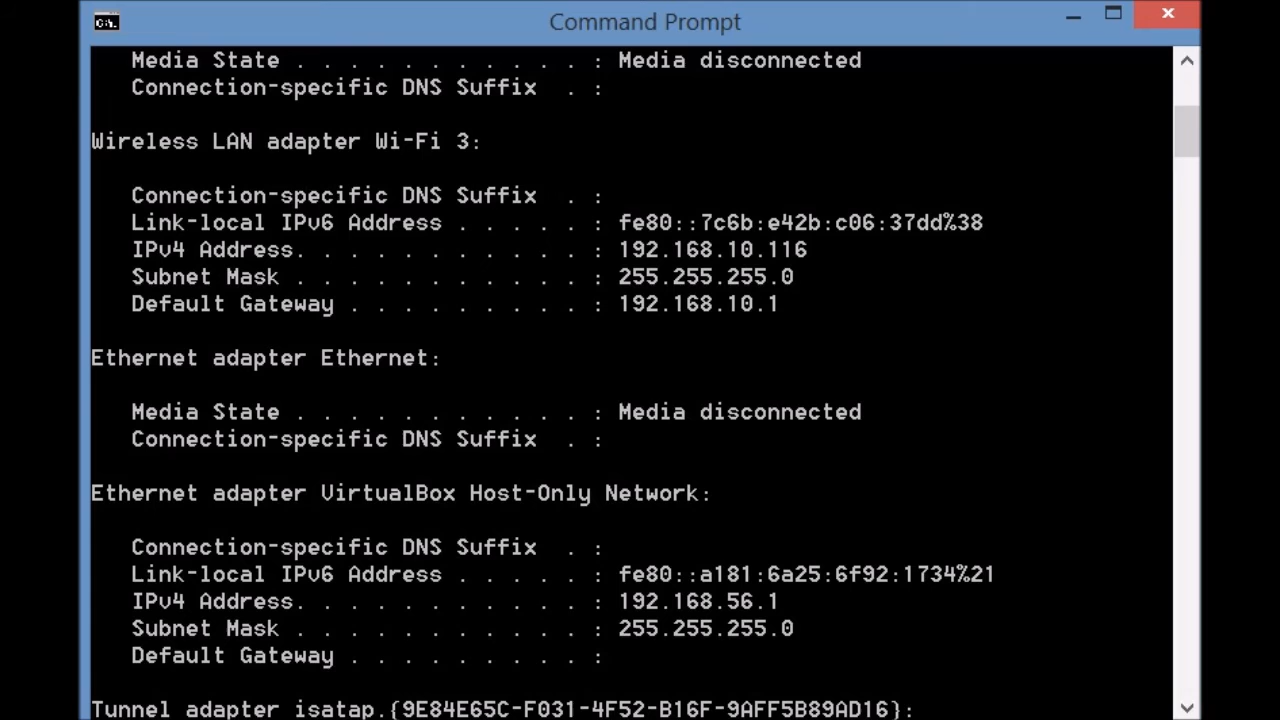 Command Prompt
Media State . . . . . . . . . . . : Media disconnected
Connection-specific DNS Suffix  . :
Wireless LAN adapter Wi-Fi 3:
Connection-specific DNS Suffix  . :
Link-local IPv6 Address . . . . . : fe80::7c6b:e42b:c06:37dd%38
IPv4 Address. . . . . . . . . . . : 192.168.10.116
Subnet Mask . . . . . . . . . . . : 255.255.255.0
Default Gateway . . . . . . . . . : 192.168.10.1
Ethernet adapter Ethernet:
Media State . . . . . . . . . . . : Media disconnected
Connection-specific DNS Suffix  . :
Ethernet adapter VirtualBox Host-Only Network:
Connection-specific DNS Suffix  . :
Link-local IPv6 Address . . . . . : fe80::a181:6a25:6f92:1734%21
IPv4 Address. . . . . . . . . . . : 192.168.56.1
Subnet Mask . . . . . . . . . . . : 255.255.255.0
Default Gateway . . . . . . . . . :
Tunnel adapter isatap.{9E84E65C-F031-4F52-B16F-9AFF5B89AD16}: